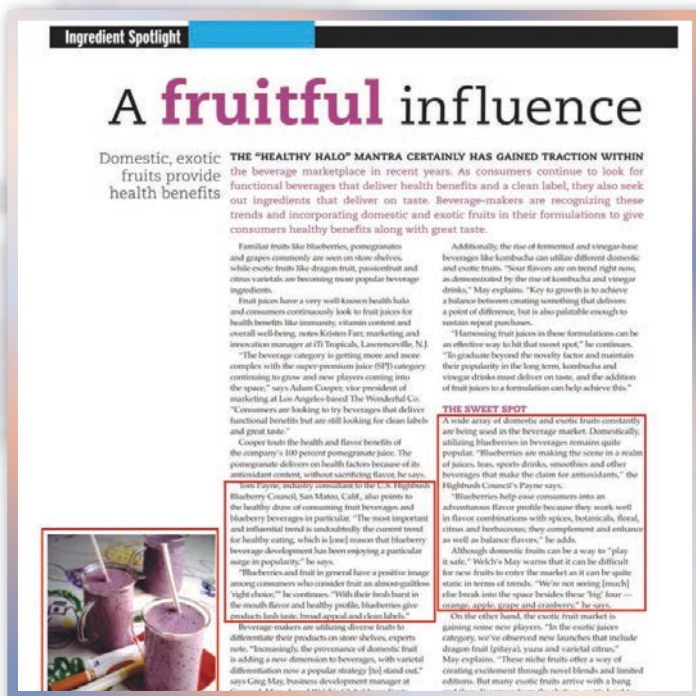 Ingredient Spotlight
A fruitful influence
Domestic, exotic
fruits provide
health benefits
THE "HEALTHY HALO" MANTRA CERTAINLY HAS GAINED TRACTION WITHIN
the beverage marketplace in recent years. As consumers continue to look for
functional beverages that deliver health benefits and a clean label, they also seek
out ingredients that deliver on taste. Beverage-makers are recognizing these
trends and incorporating domestic and exotic fruits in their formulations to give
consumers healthy benefits along with great taste.
Familiar fruits like blueberries, pomegranates
and grapes commonly are seen on store shelves,
while exotic fruits like dragon fruit, passionfruit and
citrus varietals are becoming more popular beverage
ingredients.
Fruit juices have a very well-known health halo
and consumers continuously look to fruit juices for
health benefits like immunity, vitamin content and
overall well-being, notes Kristen Farr, marketing and
innovation manager at iTi Tropicals, Lawrenceville, N.J.
"The beverage category is getting more and more
complex with the super-premium juice (SPJ) category
continuing to grow and new players coming into
the space," says Adam Cooper, vice president of
marketing at Los Angeles-based The Wonderful Co.
"Consumers are looking to try beverages that deliver
functional benefits but are still looking for clean labels
and great taste."
Cooper touts the health and flavor benefits of
the company's 100 percent pomegranate juice. The
pomegranate delivers on health factors because of its
antioxidant content, without sacrificing flavor, he says.
Tom Payne, industry consultant to the U.S. Highbush
Blueberry Council, San Mateo, Calif., also points to
the healthy draw of consuming fruit beverages and
blueberry beverages in particular. "The most important
and influential trend is undoubtedly the current trend
for healthy eating, which is [one] reason that blueberry
beverage development has been enjoying a particular
surge in popularity," he says.
"Blueberries and fruit in general have a positive image
among consumers who consider fruit an almost-guiltless
'right choice,'" he continues. "With their fresh burst in
the mouth flavor and healthy profile, blueberries give
products lush taste, broad appeal and clean labels."
Beverage-makers are utilizing diverse fruits to
differentiate their products on store shelves, experts
note. "Increasingly, the provenance of domestic fruit
is adding a new dimension to beverages, with varietal
differentiation now a popular strategy [to] stand out,"
says Greg May, business development manager at
Additionally, the rise of fermented and vinegar-base
beverages like kombucha can utilize different domestic
and exotic fruits. "Sour flavors are on trend right now,
as demonstrated by the rise of kombucha and vinegar
drinks," May explains. "Key to growth is to achieve
a balance between creating something that delivers
a point of difference, but is also palatable enough to
sustain repeat purchases.
"Harnessing fruit juices in these formulations can be
an effective way to hit that sweet spot," he continues.
"To graduate beyond the novelty factor and maintain
their popularity in the long term, kombucha and
vinegar drinks must deliver on taste, and the addition
of fruit juices to a formulation can help achieve this."
THE SWEET SPOT
A wide array of domestic and exotic fruits constantly
are being used in the beverage market. Domestically,
utilizing blueberries in beverages remains quite
popular. "Blueberries are making the scene in a realm
of juices, teas, sports drinks, smoothies and other
beverages that make the claim for antioxidants," the
Highbush Council's Payne says.
"Blueberries help ease consumers into an
adventurous flavor profile because they work well
in flavor combinations with spices, botanicals, floral,
citrus and herbaceous; they complement and enhance
as well as balance flavors," he adds.
Although domestic fruits can be a way to "play
it safe," Welch's May warns that it can be difficult
for new fruits to enter the market as it can be quite
static in terms of trends. "We're not seeing [much]
else break into the space besides these 'big' four —
orange, apple, grape and cranberry," he says.
On the other hand, the exotic fruit market is
gaining some new players. "In the exotic juices
category, we've observed new launches that include
dragon fruit (pitaya), yuzu and varietal citrus,"
May explains. "These niche fruits offer a way of
creating excitement through novel blends and limited
editions. But many exotic fruits arrive with a bang